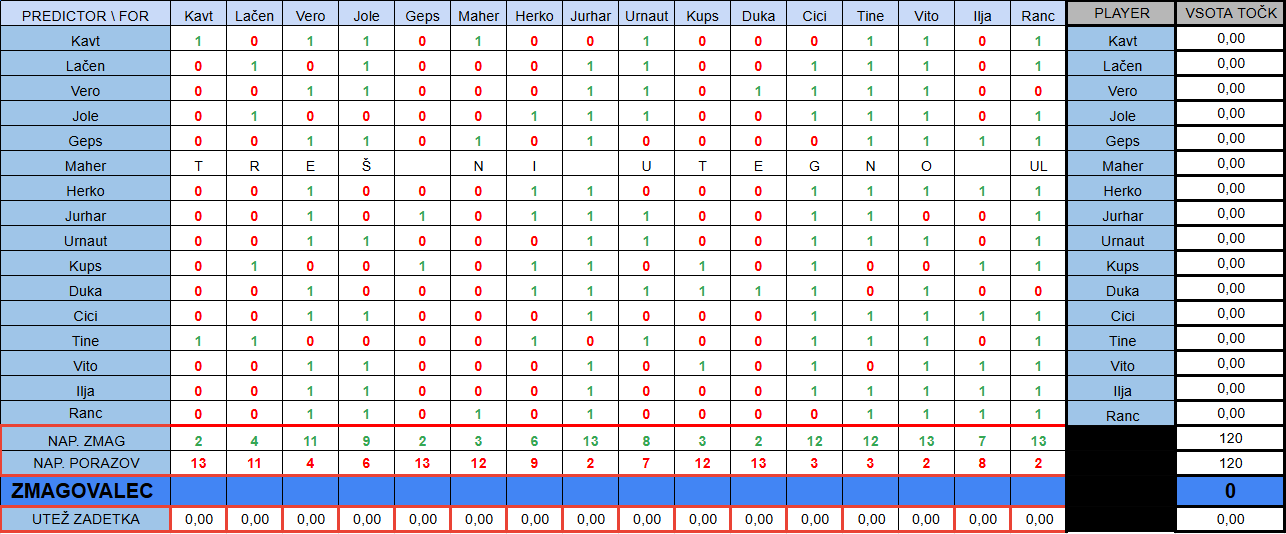 PREDICTOR \ FOR Kavt Lačen Vero Jole Geps Maher Herko Jurhar Urnaut Kups Duka Cici Tine Vito Ilja Ranc PLAYER VSOTA TOČK
Kavt 1 0 1 1 0 1 0 0 1 0 0 0 1 1 0 1 Kavt 0,00
Lačen 0 1 0 1 0 0 0 1 1 0 0 1 1 1 0 1 Lačen 0,00
Vero 0 0 1 1 0 0 1 1 1 0 1 1 1 1 0 0 Vero 0,00
Jole 0 1 0 0 0 0 1 1 1 0 0 1 1 1 0 1 Jole 0,00
Geps 0 0 1 1 0 1 0 1 0 0 0 0 1 1 1 1 Geps 0,00
Maher T R E Š N I U T E G N O UL Maher 0,00
Herko 0 0 1 0 0 0 1 1 0 0 0 1 1 1 1 1 Herko 0,00
Jurhar 0 0 1 0 1 0 1 1 1 0 0 1 1 0 0 1 Jurhar 0,00
Urnaut 0 0 1 1 0 0 0 1 1 0 0 1 1 1 0 1 Urnaut 0,00
Kups 0 1 0 0 1 0 1 1 0 1 0 1 0 0 1 1 Kups 0,00
Duka 0 0 1 0 0 0 1 1 1 1 1 1 0 1 0 0 Duka 0,00
Cici 0 0 1 1 0 0 0 1 0 0 0 1 1 1 1 1 Cici 0,00
Tine 1 1 0 0 0 0 1 0 1 0 0 1 1 1 0 1 Tine 0,00
Vito 0 0 1 1 0 0 0 1 0 1 0 1 0 1 1 1 Vito 0,00
Ilja 0 0 1 1 0 0 0 1 0 0 0 1 1 1 1 1 Ilja 0,00
Ranc 0 0 1 1 0 1 0 1 0 0 0 0 1 1 1 1 Ranc 0,00
NAP. ZMAG 2 4 11 9 2 3 6 13 8 3 2 12 12 13 7 13 120
NAP. PORAZOV 13 11 4 6 13 12 9 2 7 12 13 3 3 2 8 2 120
ZMAGOVALEC 0
UTEŽ ZADETKA 0,00 0,00 0,00 0,00 0,00 0,00 0,00 0,00 0,00 0,00 0,00 0,00 0,00 0,00 0,00 0,00 0,00